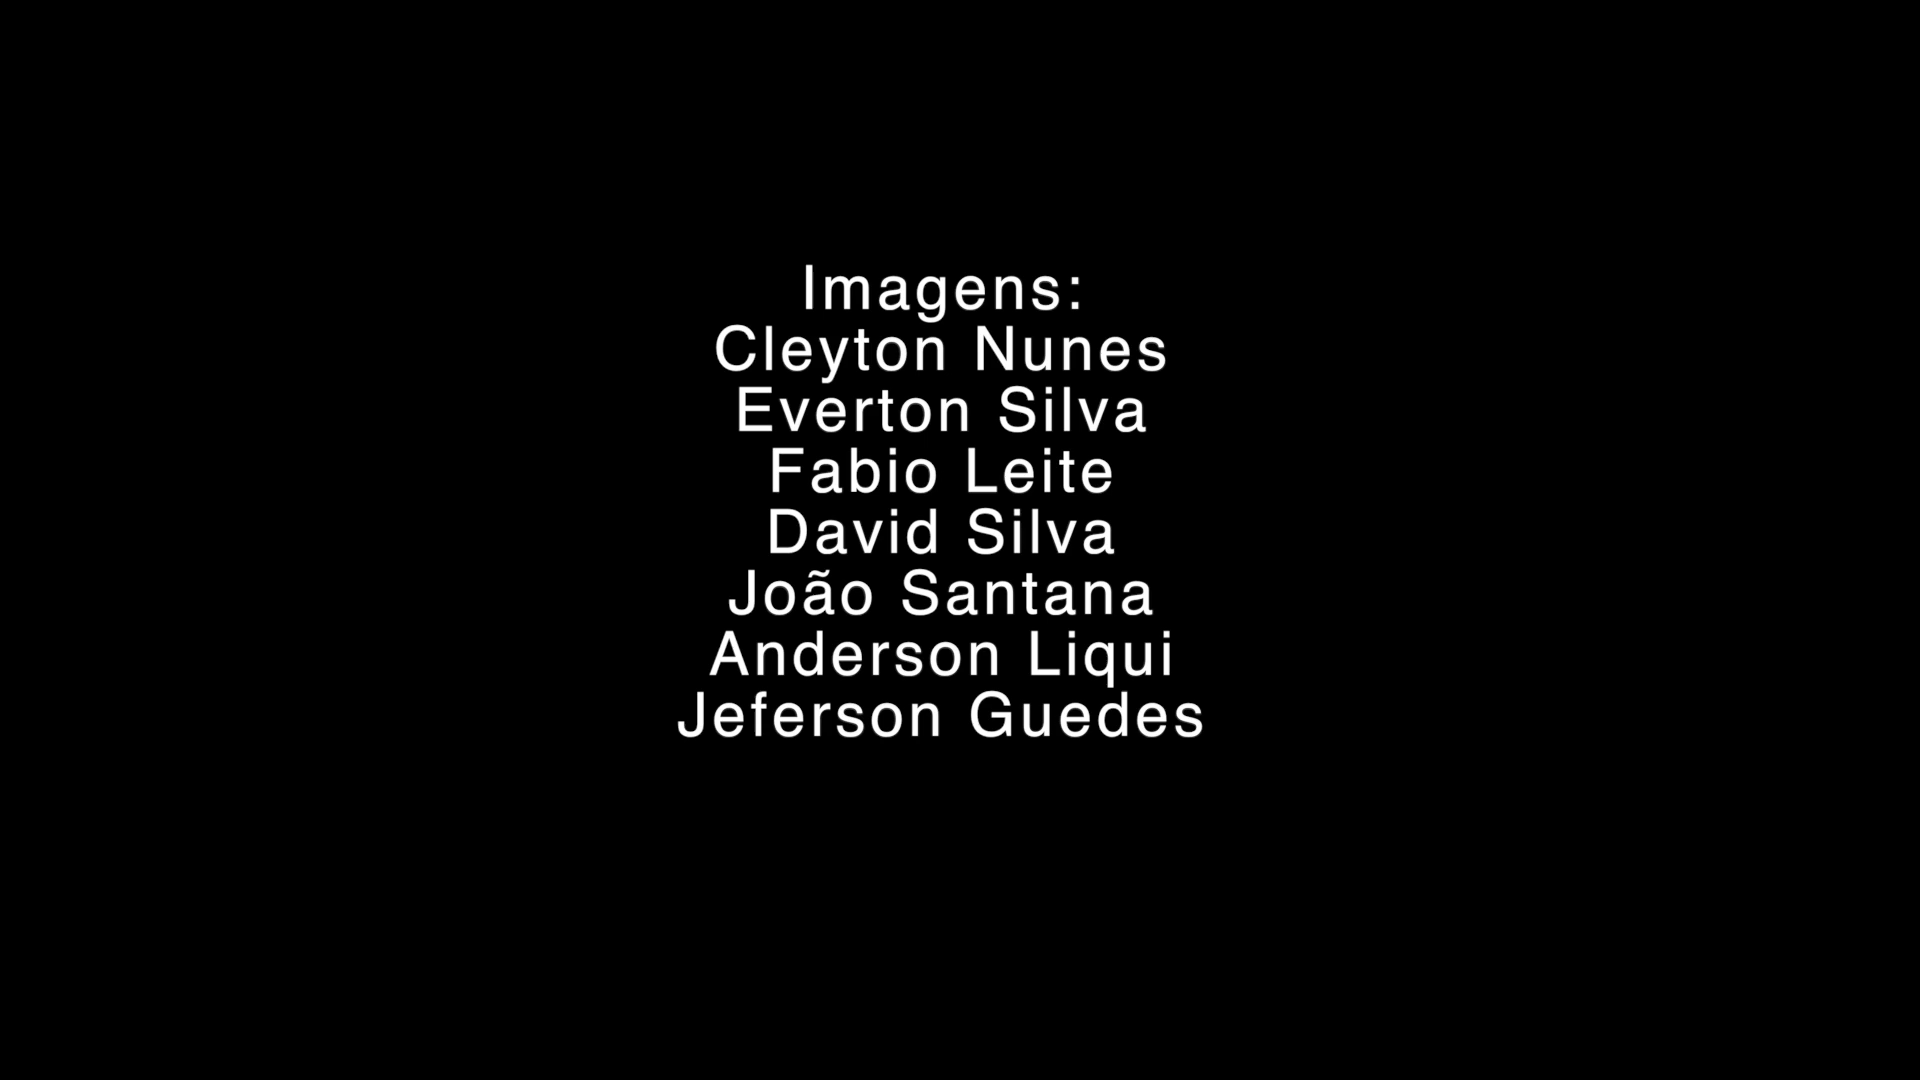 Imagens:
Cleyton Nunes
Everton Silva
Fabio Leite
David Silva
João Santana
Anderson Liqui
Jeferson Guedes